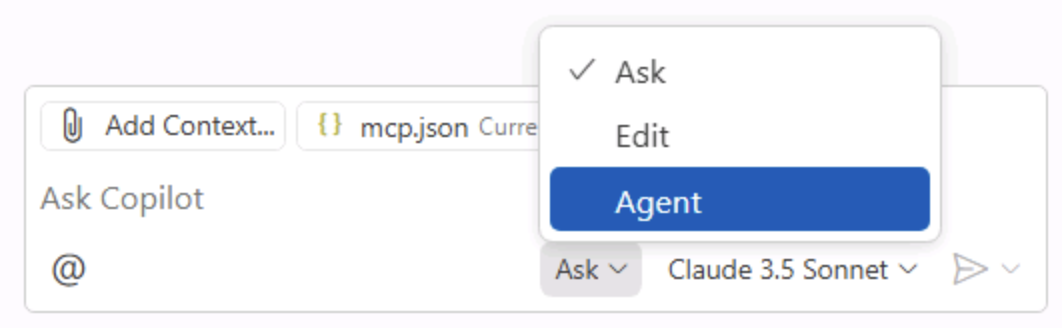 Ask
Edit
Agent
Add Context...
{} mcp.json
Ask Copilot
@
Ask
Claude 3.5 Sonnet